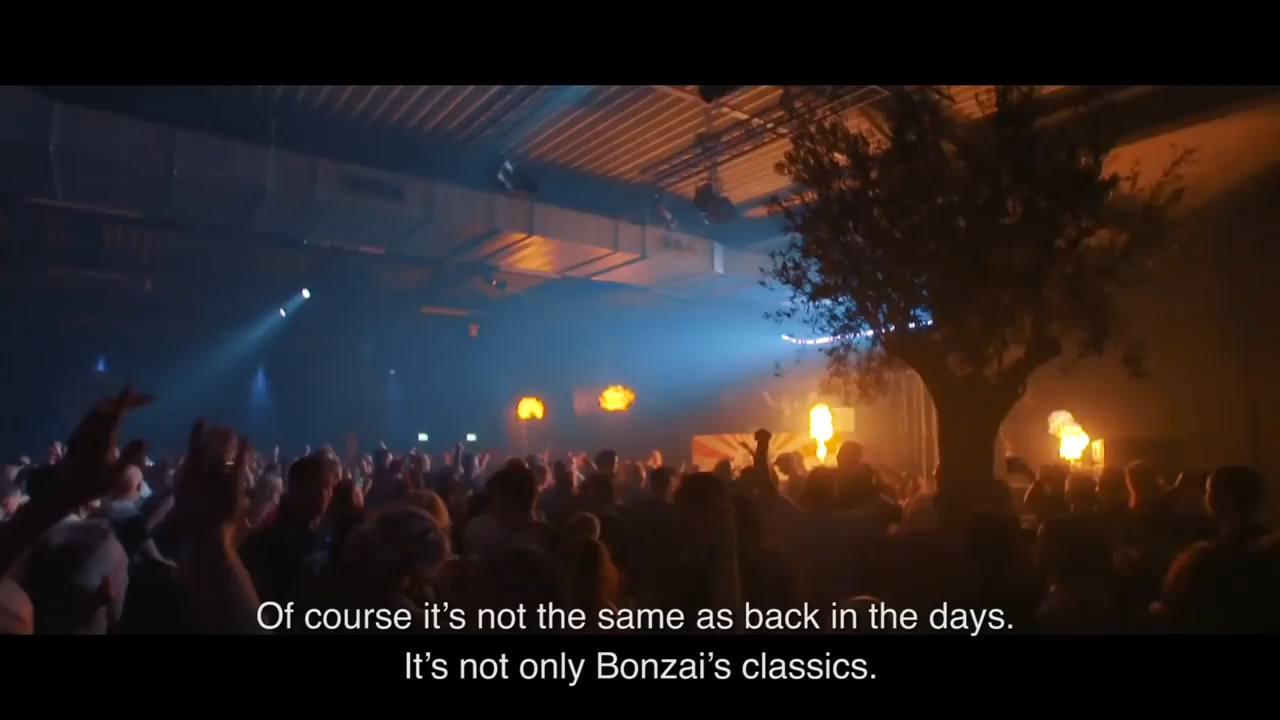 Of course it’s not the same as back in the days.
It’s not only Bonzai’s classics.